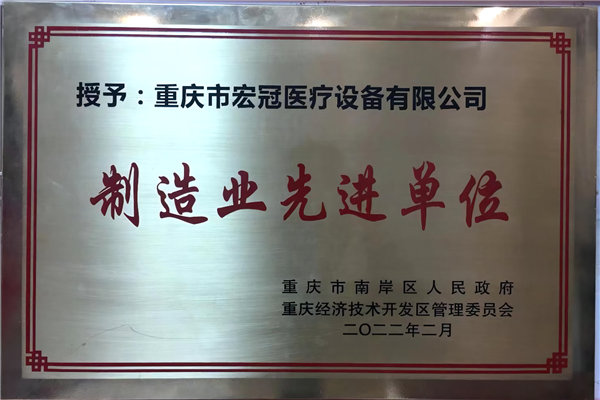 授予：重庆市宏冠医疗设备有限公司
制造业先进单位
重庆市南岸区人民政府
重庆经济技术开发区管理委员会
二〇二二年二月